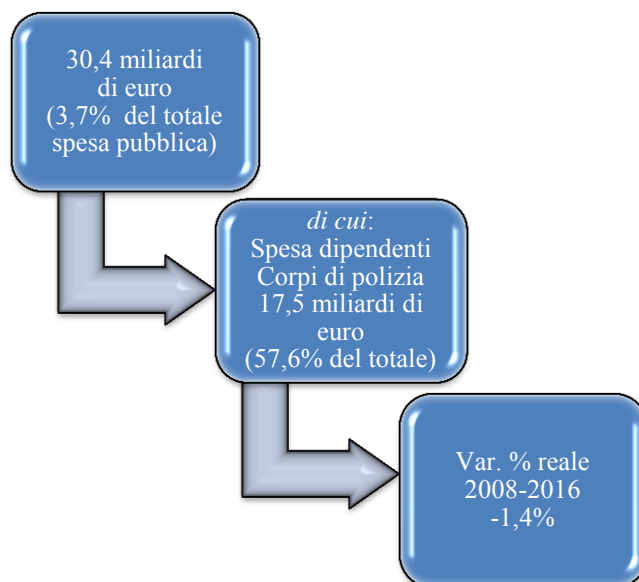 30,4 miliardi
di euro
(3,7% del totale
spesa pubblica)
di cui:
Spesa dipendenti
Corpi di polizia
17,5 miliardi di
euro
(57,6% del totale)
Var. % reale
2008-2016
-1,4%